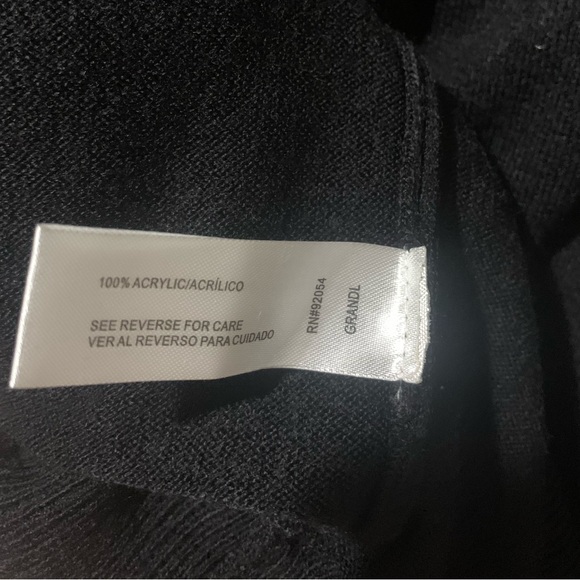 100% ACRYLIC/ACRÍLICO
SEE REVERSE FOR CARE
VER AL REVERSO PARA CUIDADO
RN#92054
GRANDL